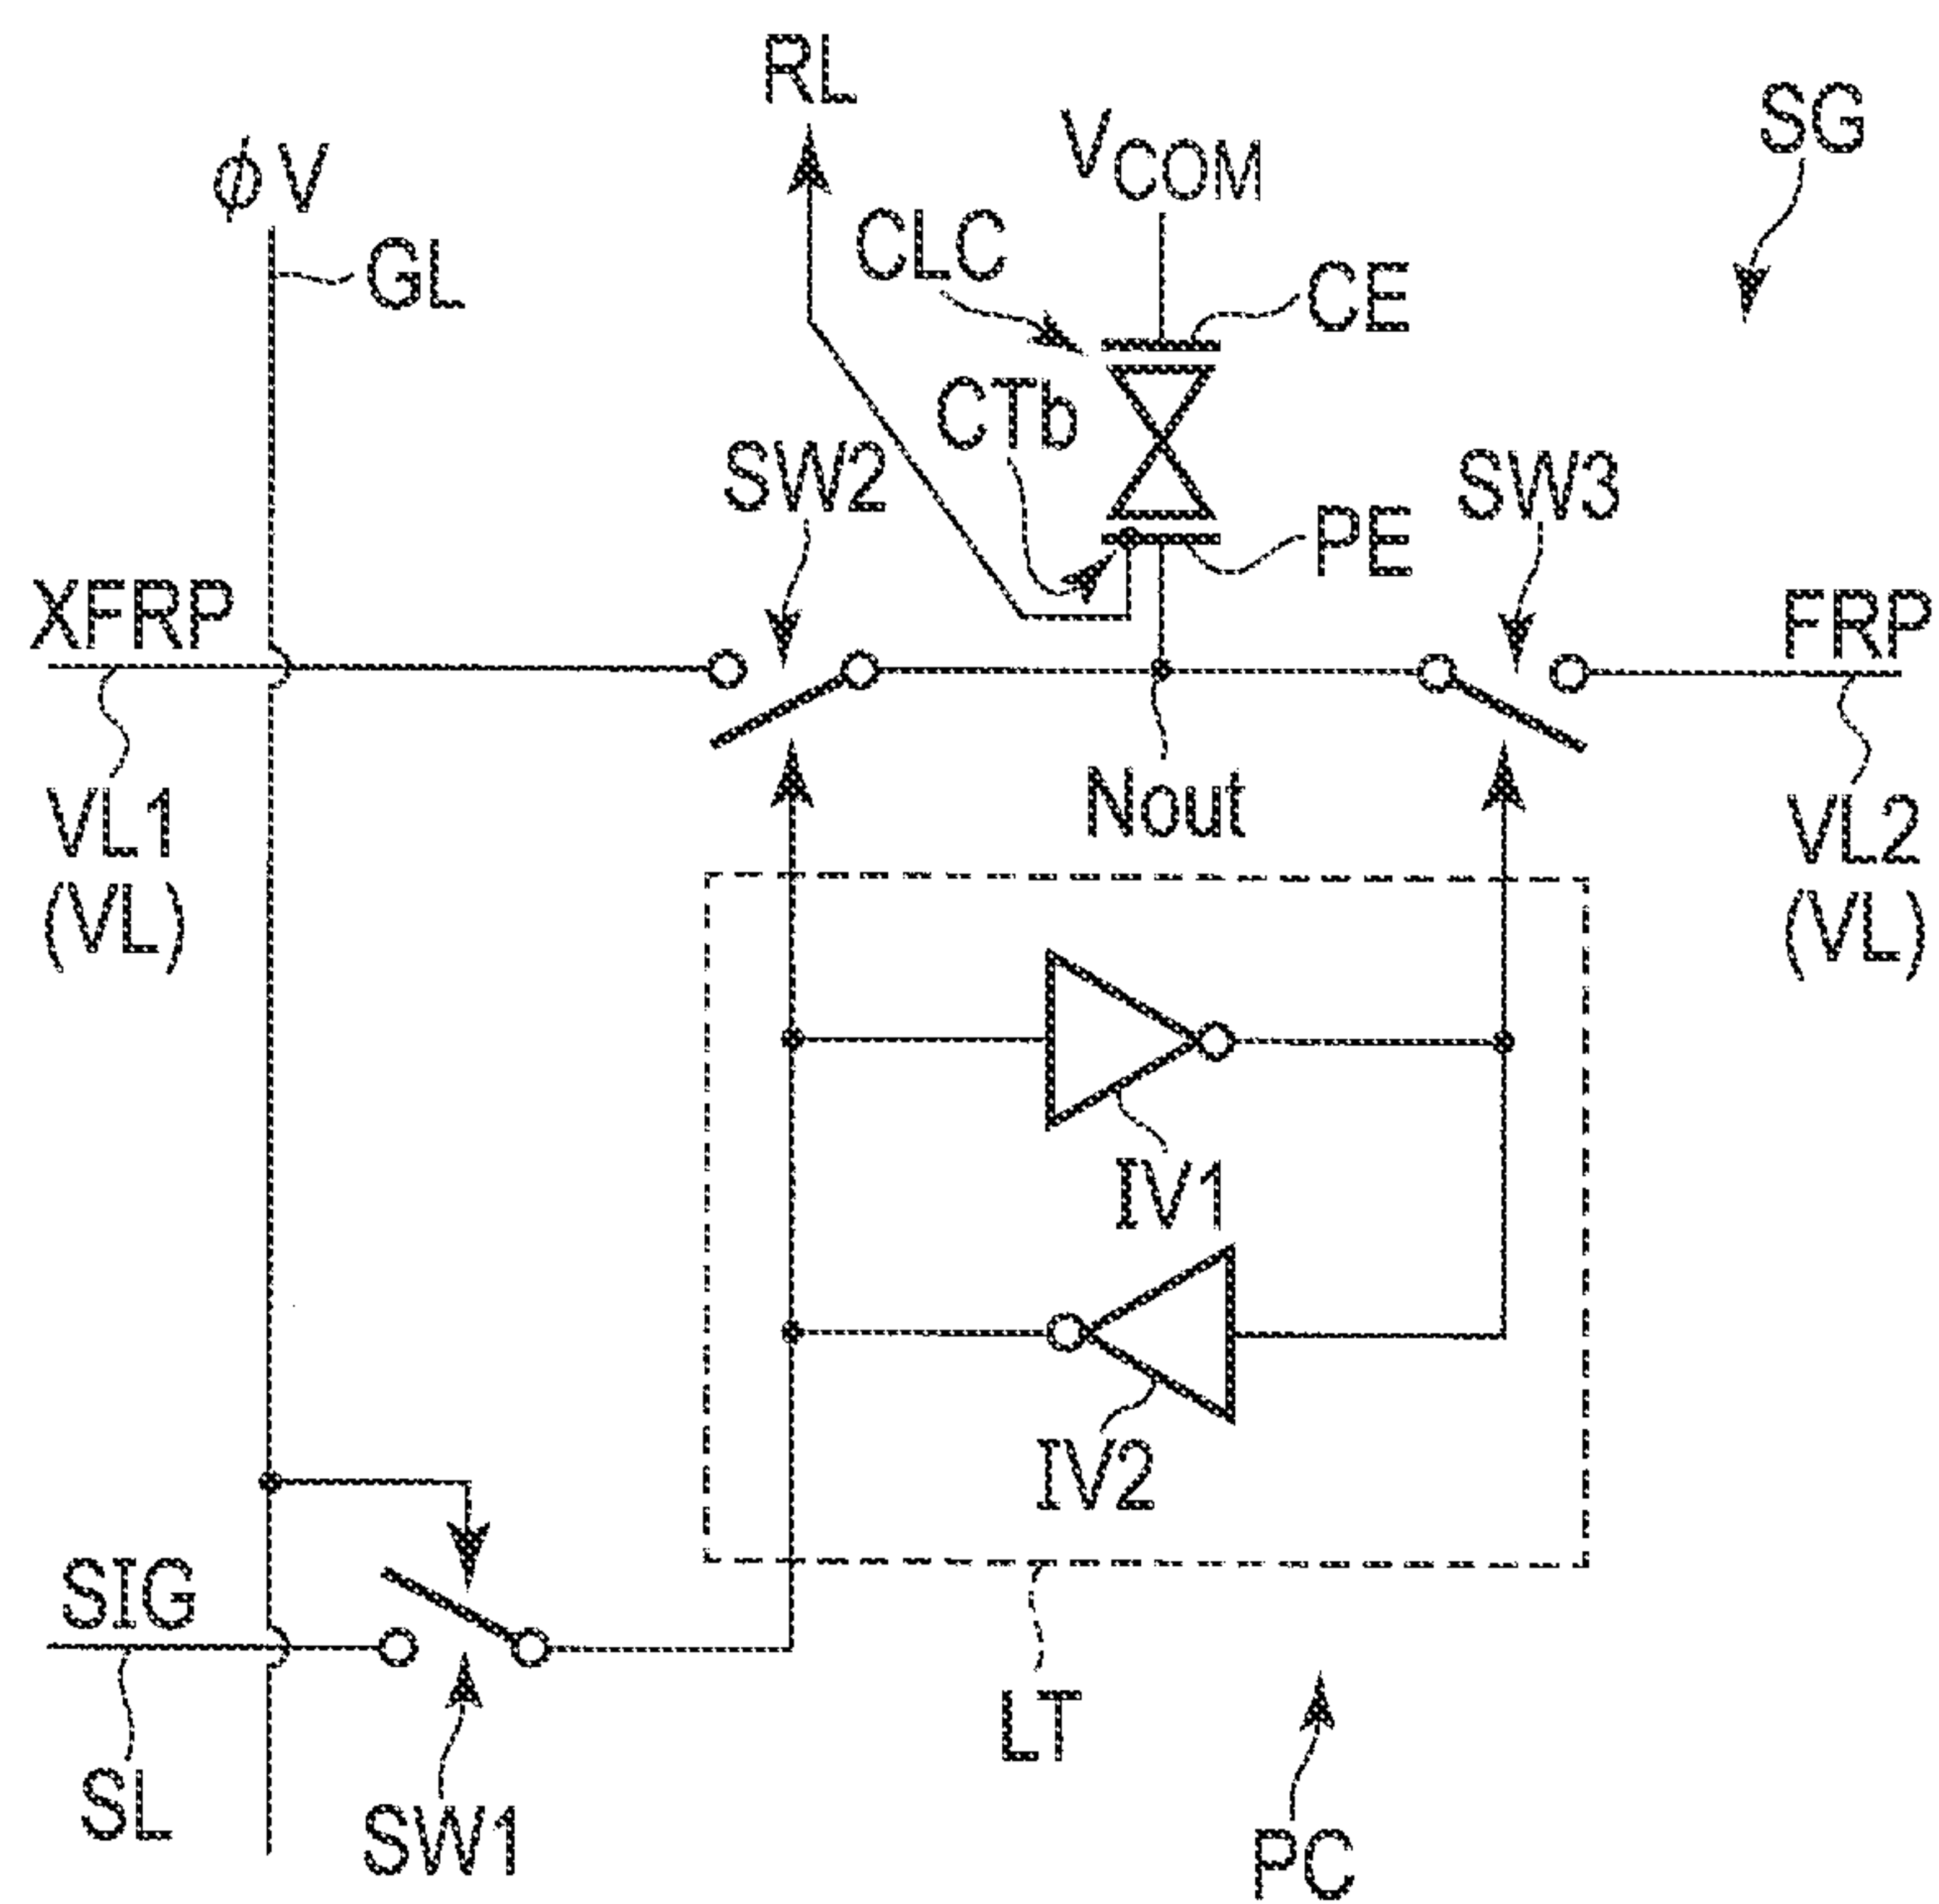 RL
VCOM
SG
φV
GL
CLC
CE
CTb
SW2
SW3
PE
XFRP
FRP
VL1
(VL)
Nout
VL2
(VL)
IV1
IV2
SIG
SL
SW1
LT
PC